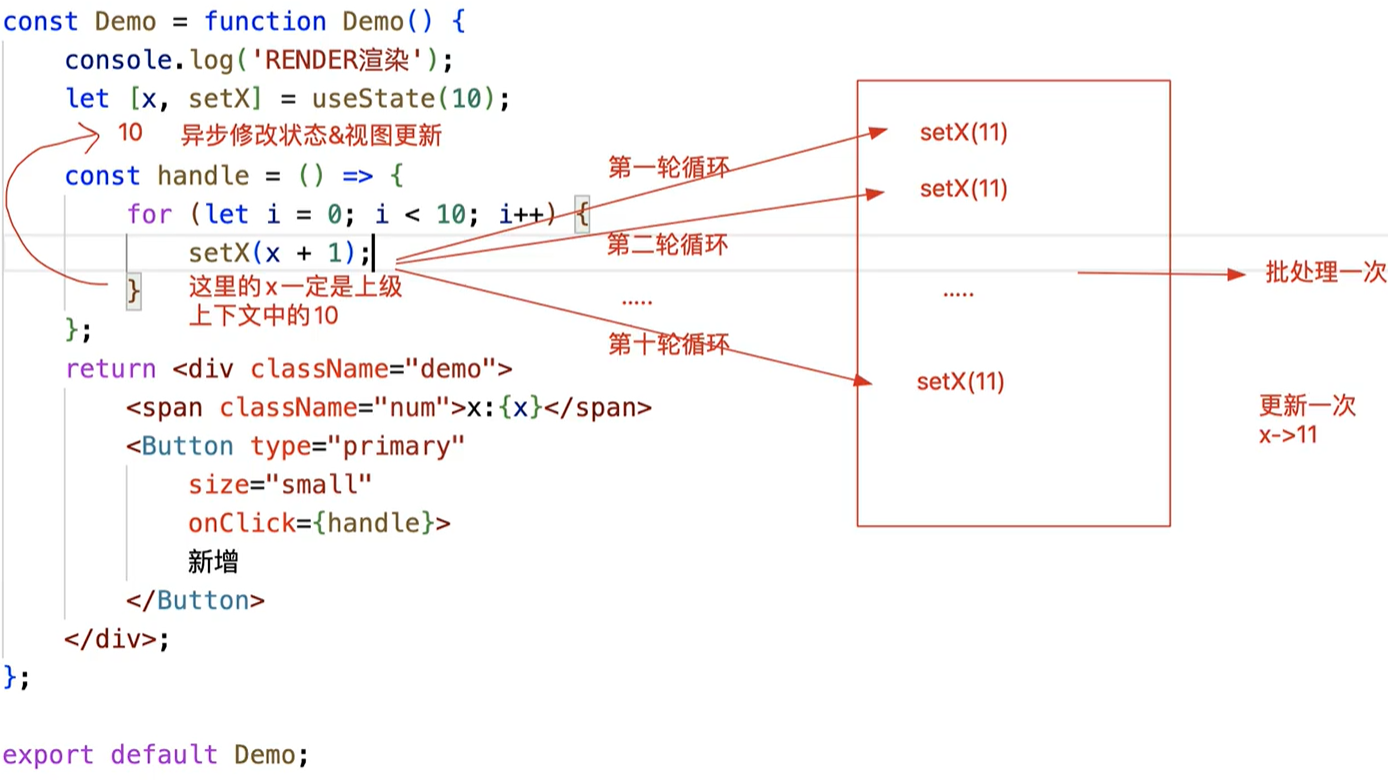 const Demo = function Demo() {
console.log('RENDER渲染');
let [x, setX] = useState(10);
10 异步修改状态&视图更新
const handle = () => {
for (let i = 0; i < 10; i++) {
setX(x + 1);
}
这里的x一定是上级
上下文中的10
};
return <div className="demo">
<span className="num">x:{x}</span>
<Button type="primary"
size="small"
onClick={handle}>
新增
</Button>
</div>;
};
export default Demo;
第一轮循环
第二轮循环
.....
第十轮循环
setX(11)
setX(11)
.....
setX(11)
批处理一次
更新一次
x->11